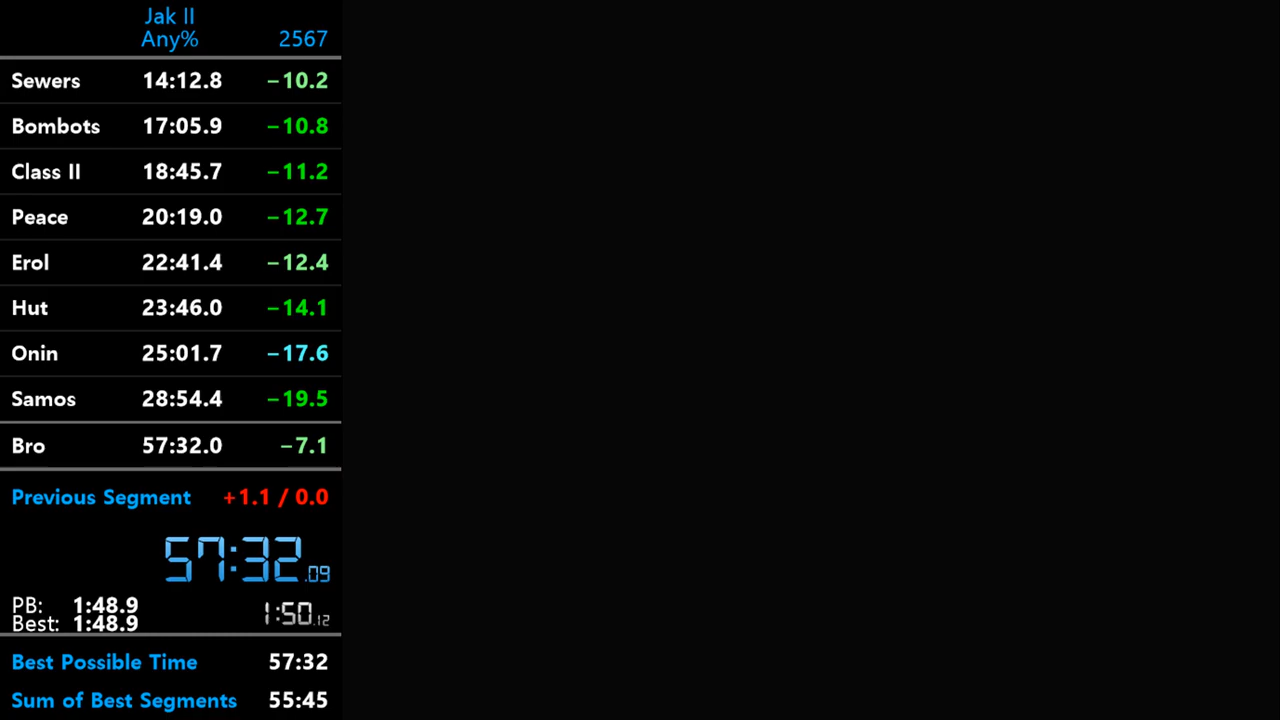 Jak II
Any% 2567
Sewers 14:12.8 −10.2
Bombots 17:05.9 −10.8
Class II 18:45.7 −11.2
Peace 20:19.0 −12.7
Erol 22:41.4 −12.4
Hut 23:46.0 −14.1
Onin 25:01.7 −17.6
Samos 28:54.4 −19.5
Bro 57:32.0 −7.1
Previous Segment +1.1 / 0.0
57:32.09
PB: 1:48.9
Best: 1:48.9 1:50.12
Best Possible Time 57:32
Sum of Best Segments 55:45